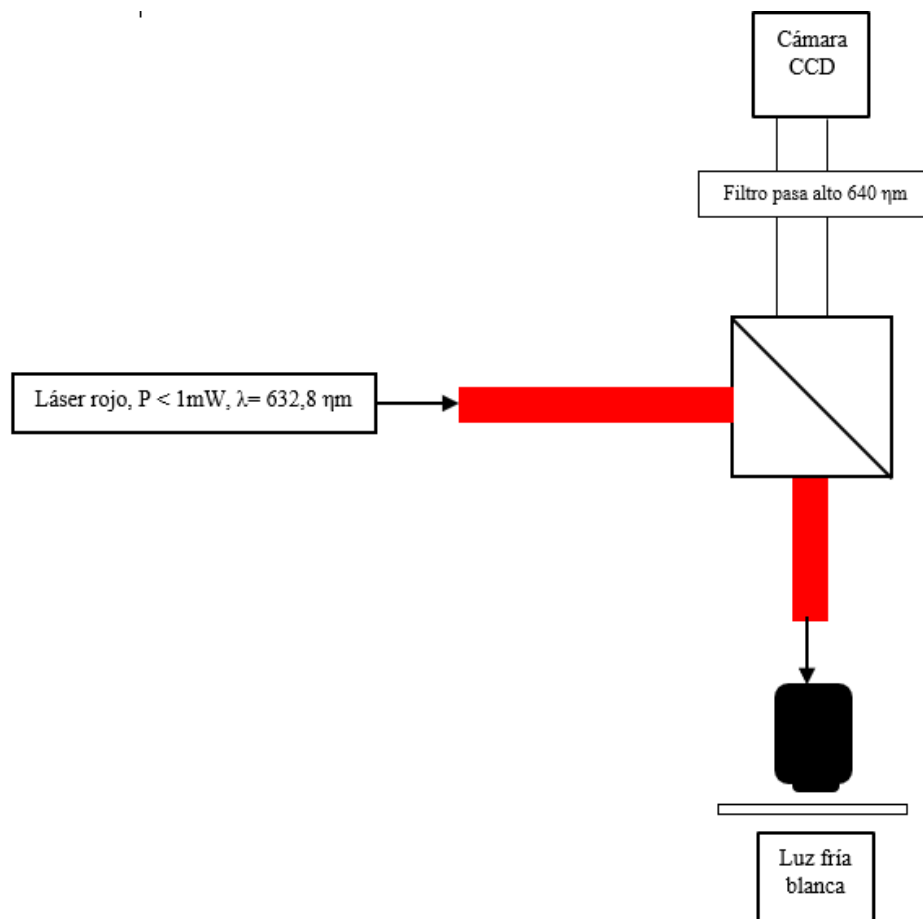 Cámara
CCD
Filtro pasa alto 640 ηm
Láser rojo, P < 1mW, λ= 632,8 ηm
Luz fría
blanca